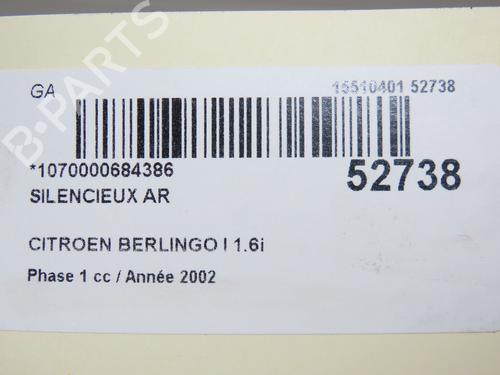 GA
15510401 52738
*1070000684386
52738
SILENCIEUX AR
CITROEN BERLINGO I 1.6i
Phase 1 cc / Année 2002
B-PARTS